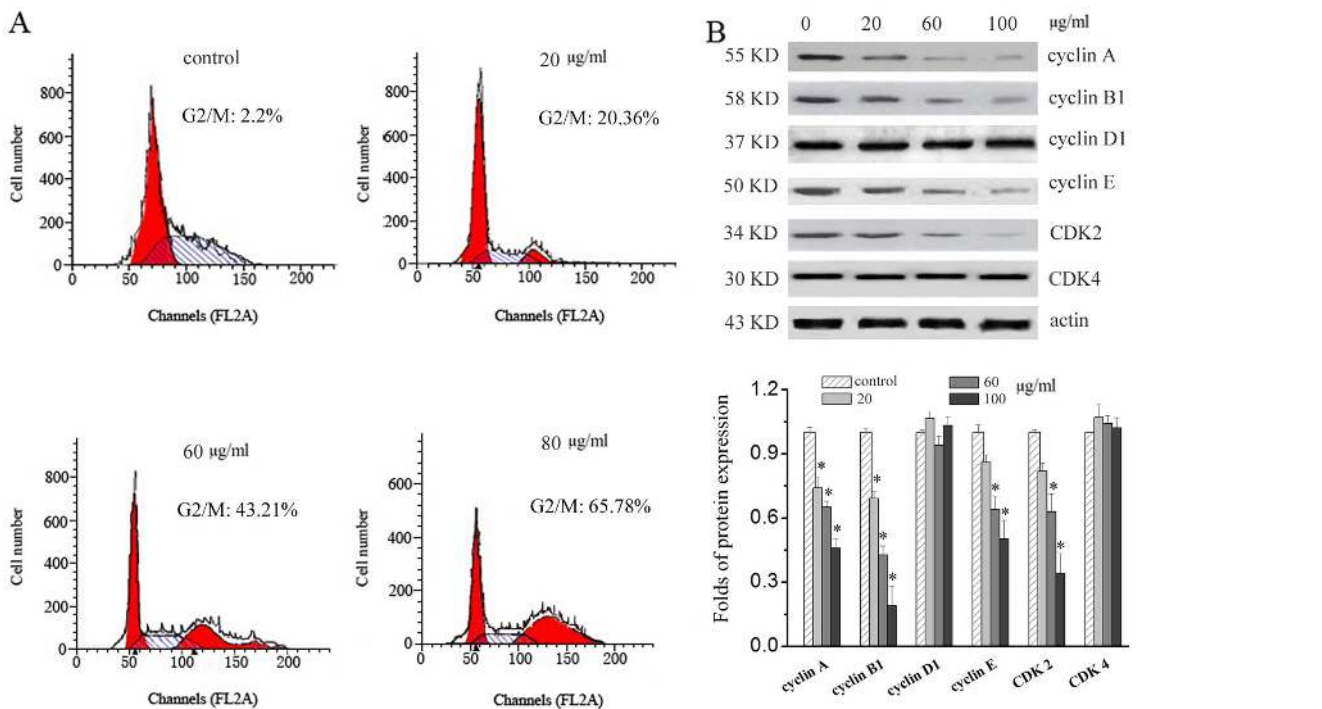 A
control
G2/M: 2.2%
Cell number
800
600
400
200
0
0 50 100 150 200
Channels (FL2A)
20 µg/ml
G2/M: 20.36%
Cell number
800
600
400
200
0
0 50 100 150 200
Channels (FL2A)
60 µg/ml
G2/M: 43.21%
Cell number
800
600
400
200
0
0 50 100 150 200
Channels (FL2A)
80 µg/ml
G2/M: 65.78%
Cell number
600
400
200
0
0 50 100 150 200
Channels (FL2A)
B
0 20 60 100 µg/ml
55 KD cyclin A
58 KD cyclin B1
37 KD cyclin D1
50 KD cyclin E
34 KD CDK2
30 KD CDK4
43 KD actin
Folds of protein expression
1.2
0.9
0.6
0.3
0.0
control 60 µg/ml
20 100
* * *
* * *
* *
* *
cyclin A cyclin B1 cyclin D1 cyclin E CDK 2 CDK 4